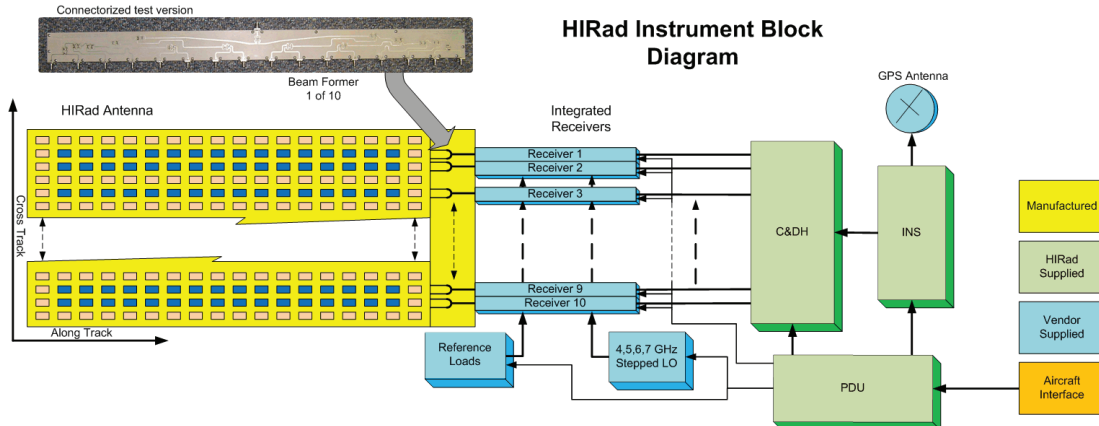 Connectorized test version
HIRad Instrument Block
Diagram
Beam Former
1 of 10
GPS Antenna
HIRad Antenna
Integrated
Receivers
Receiver 1
Receiver 2
Receiver 3
Receiver 9
Receiver 10
Cross Track
Along Track
C&DH
INS
Reference
Loads
4,5,6,7 GHz
Stepped LO
PDU
Manufactured
HIRad
Supplied
Vendor
Supplied
Aircraft
Interface